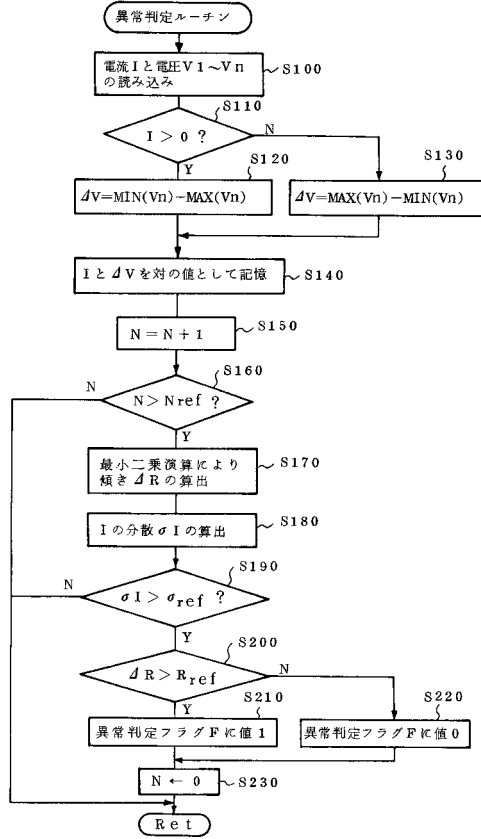 異常判定ルーチン
電流Iと電圧V1～Vn
の読み込み
S100
S110
I＞0？
N
Y
S120
S130
ΔV=MIN(Vn)－MAX(Vn)
ΔV=MAX(Vn)－MIN(Vn)
IとΔVを対の値として記憶
S140
N＝N＋1
S150
S160
N
N＞Nref？
Y
最小二乗演算により
傾きΔRの算出
S170
Iの分散σIの算出
S180
S190
N
σI＞σref？
Y
S200
ΔR＞Rref
N
Y
S210
S220
異常判定フラグFに値1
異常判定フラグFに値0
N←0
S230
Ret